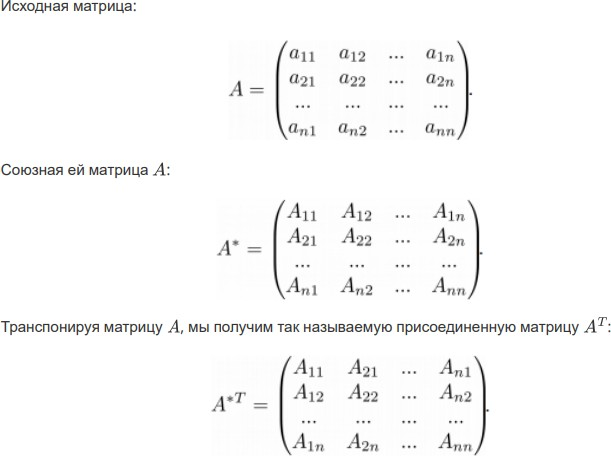 Исходная матрица:
a₁₁ a₁₂ ... a₁ₙ
a₂₁ a₂₂ ... a₂ₙ
A = ... ... ... ... .
aₙ₁ aₙ₂ ... aₙₙ
Союзная ей матрица A:
A₁₁ A₁₂ ... A₁ₙ
A₂₁ A₂₂ ... A₂ₙ
A* = ... ... ... ... .
Aₙ₁ Aₙ₂ ... Aₙₙ
Транспонируя матрицу A, мы получим так называемую присоединенную матрицу Aᵀ:
A₁₁ A₂₁ ... Aₙ₁
A₁₂ A₂₂ ... Aₙ₂
A*ᵀ = ... ... ... ... .
A₁ₙ A₂ₙ ... Aₙₙ